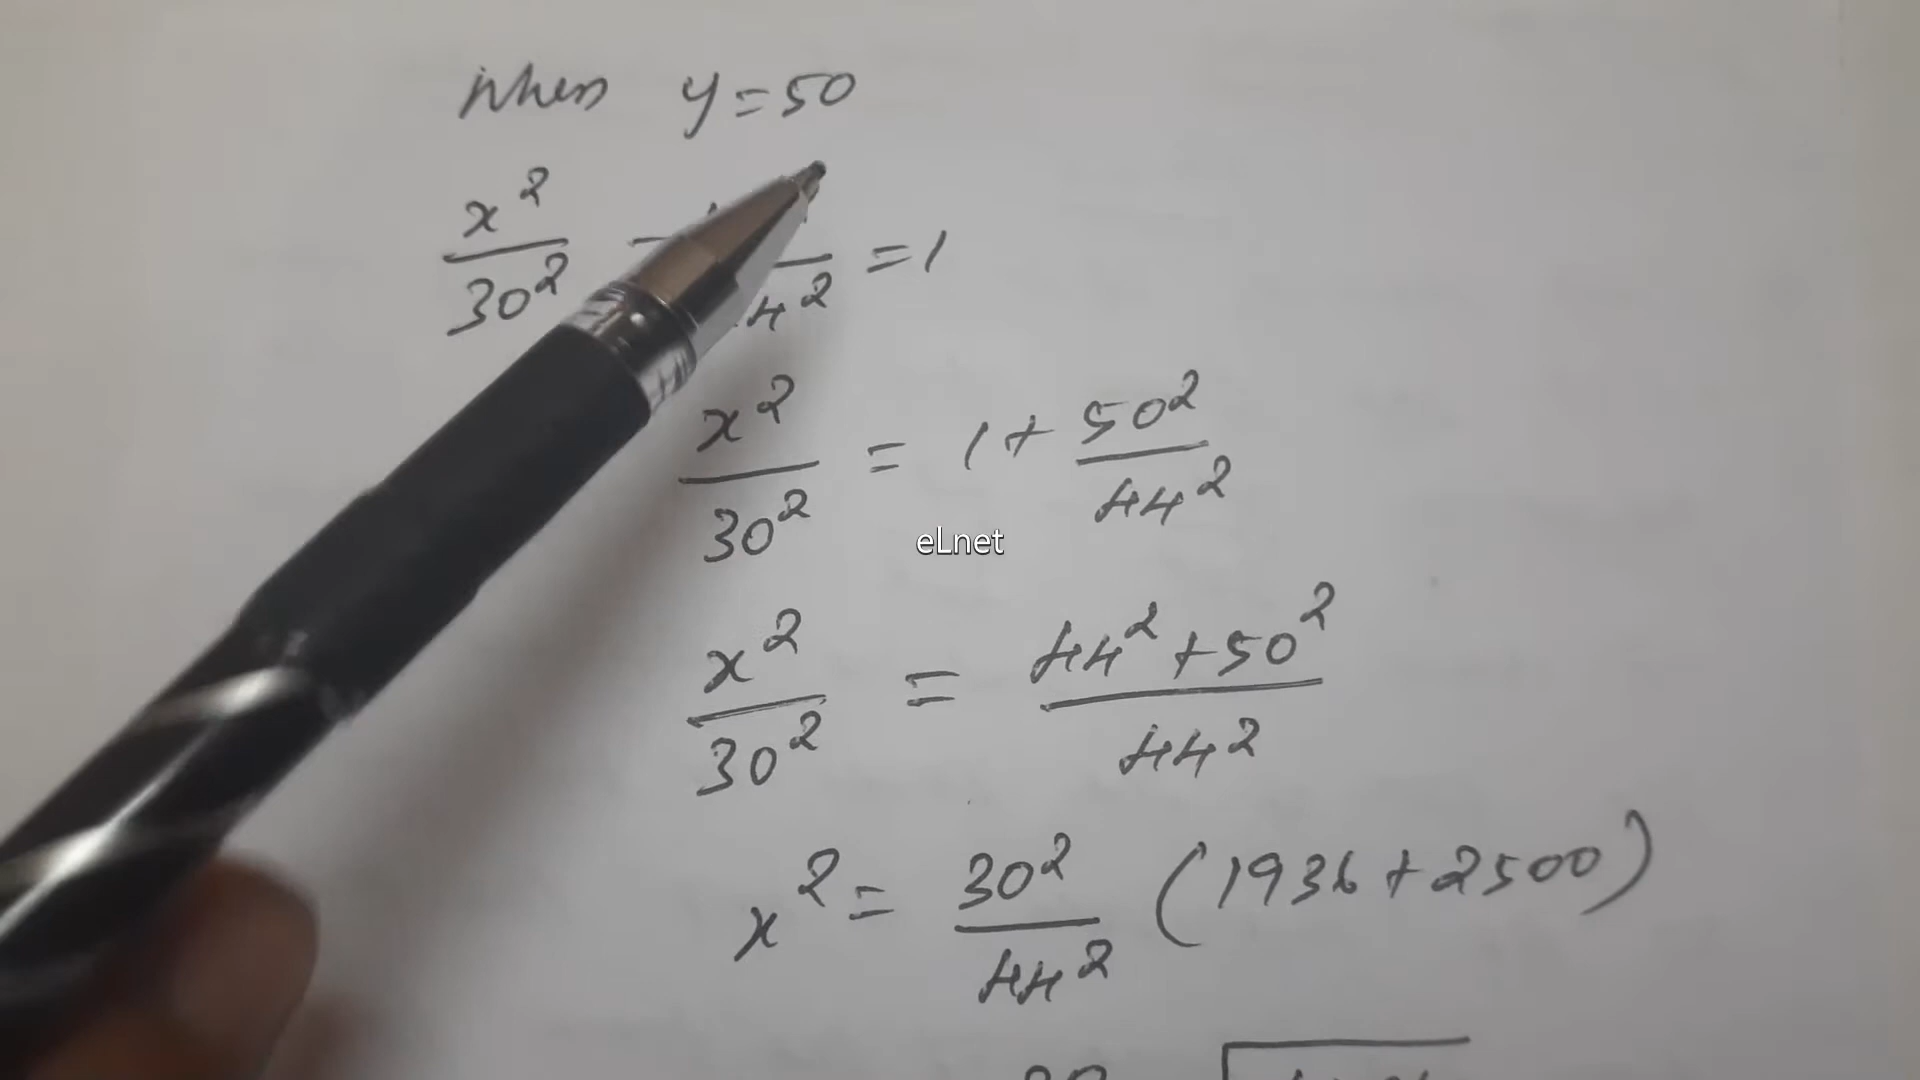 When y=50
x²/30² - /44² =1
x²/30² = 1+ 50²/44²
eLnet
x²/30² = 44²+50²/44²
x² = 30²/44² (1936+2500)